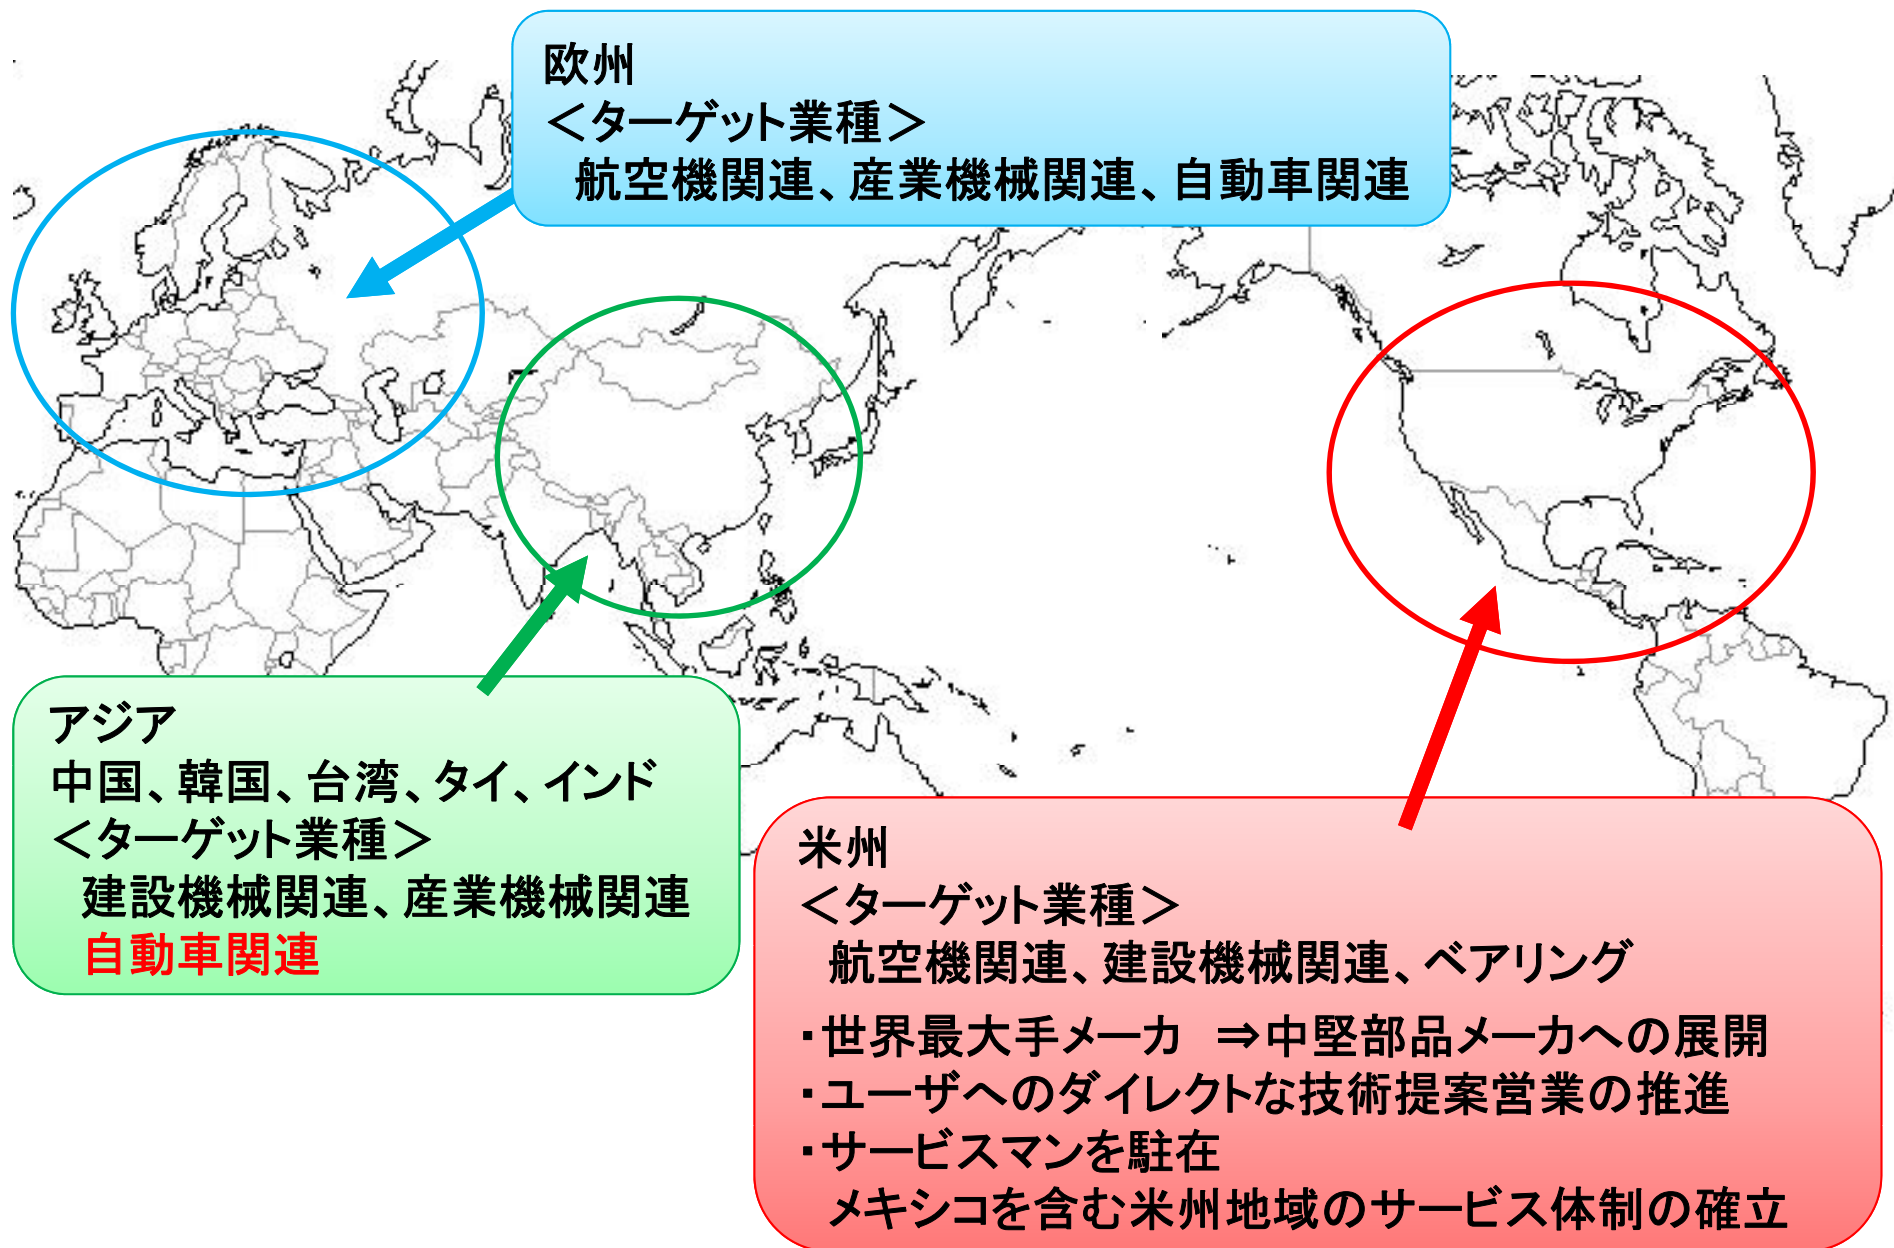 欧州
＜ターゲット業種＞
航空機関連、産業機械関連、自動車関連
アジア
中国、韓国、台湾、タイ、インド
＜ターゲット業種＞
建設機械関連、産業機械関連
自動車関連
米州
＜ターゲット業種＞
航空機関連、建設機械関連、ベアリング
・世界最大手メーカ　⇒中堅部品メーカへの展開
・ユーザへのダイレクトな技術提案営業の推進
・サービスマンを駐在
メキシコを含む米州地域のサービス体制の確立